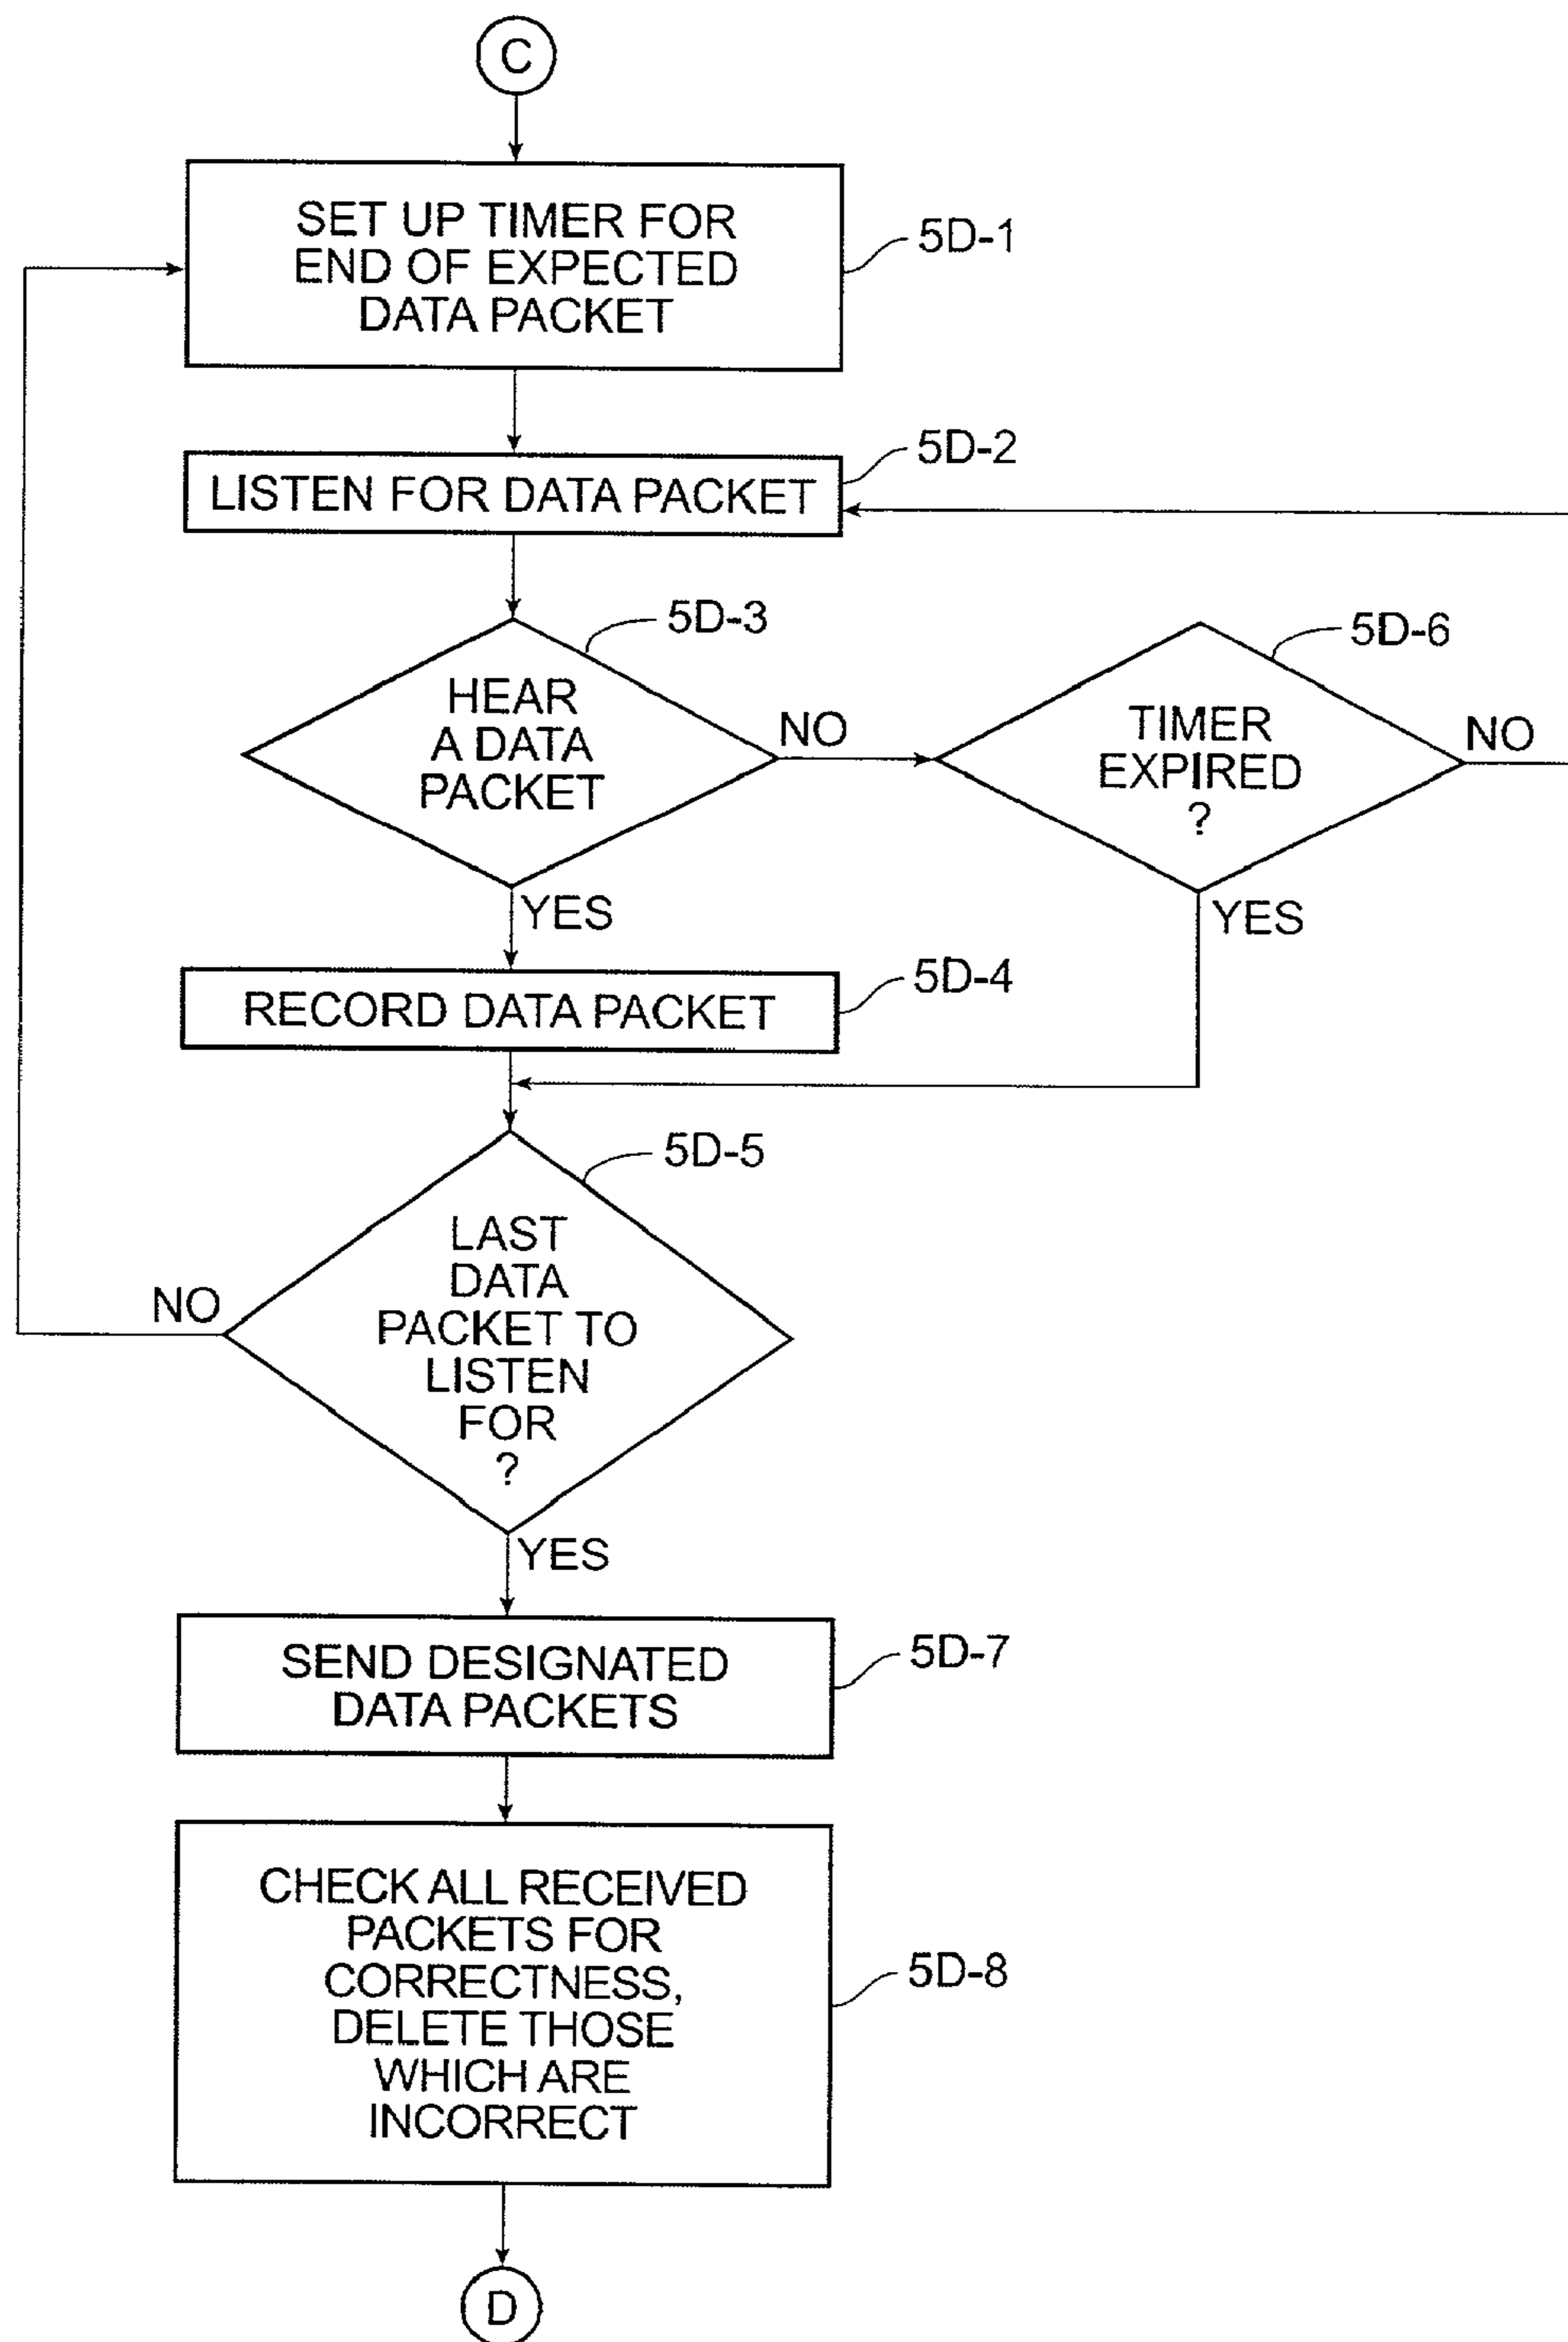 C
SET UP TIMER FOR
END OF EXPECTED
DATA PACKET
5D-1
LISTEN FOR DATA PACKET
5D-2
HEAR
A DATA
PACKET
5D-3
NO
YES
TIMER
EXPIRED
?
5D-6
NO
YES
RECORD DATA PACKET
5D-4
LAST
DATA
PACKET TO
LISTEN
FOR
?
5D-5
NO
YES
SEND DESIGNATED
DATA PACKETS
5D-7
CHECK ALL RECEIVED
PACKETS FOR
CORRECTNESS,
DELETE THOSE
WHICH ARE
INCORRECT
5D-8
D